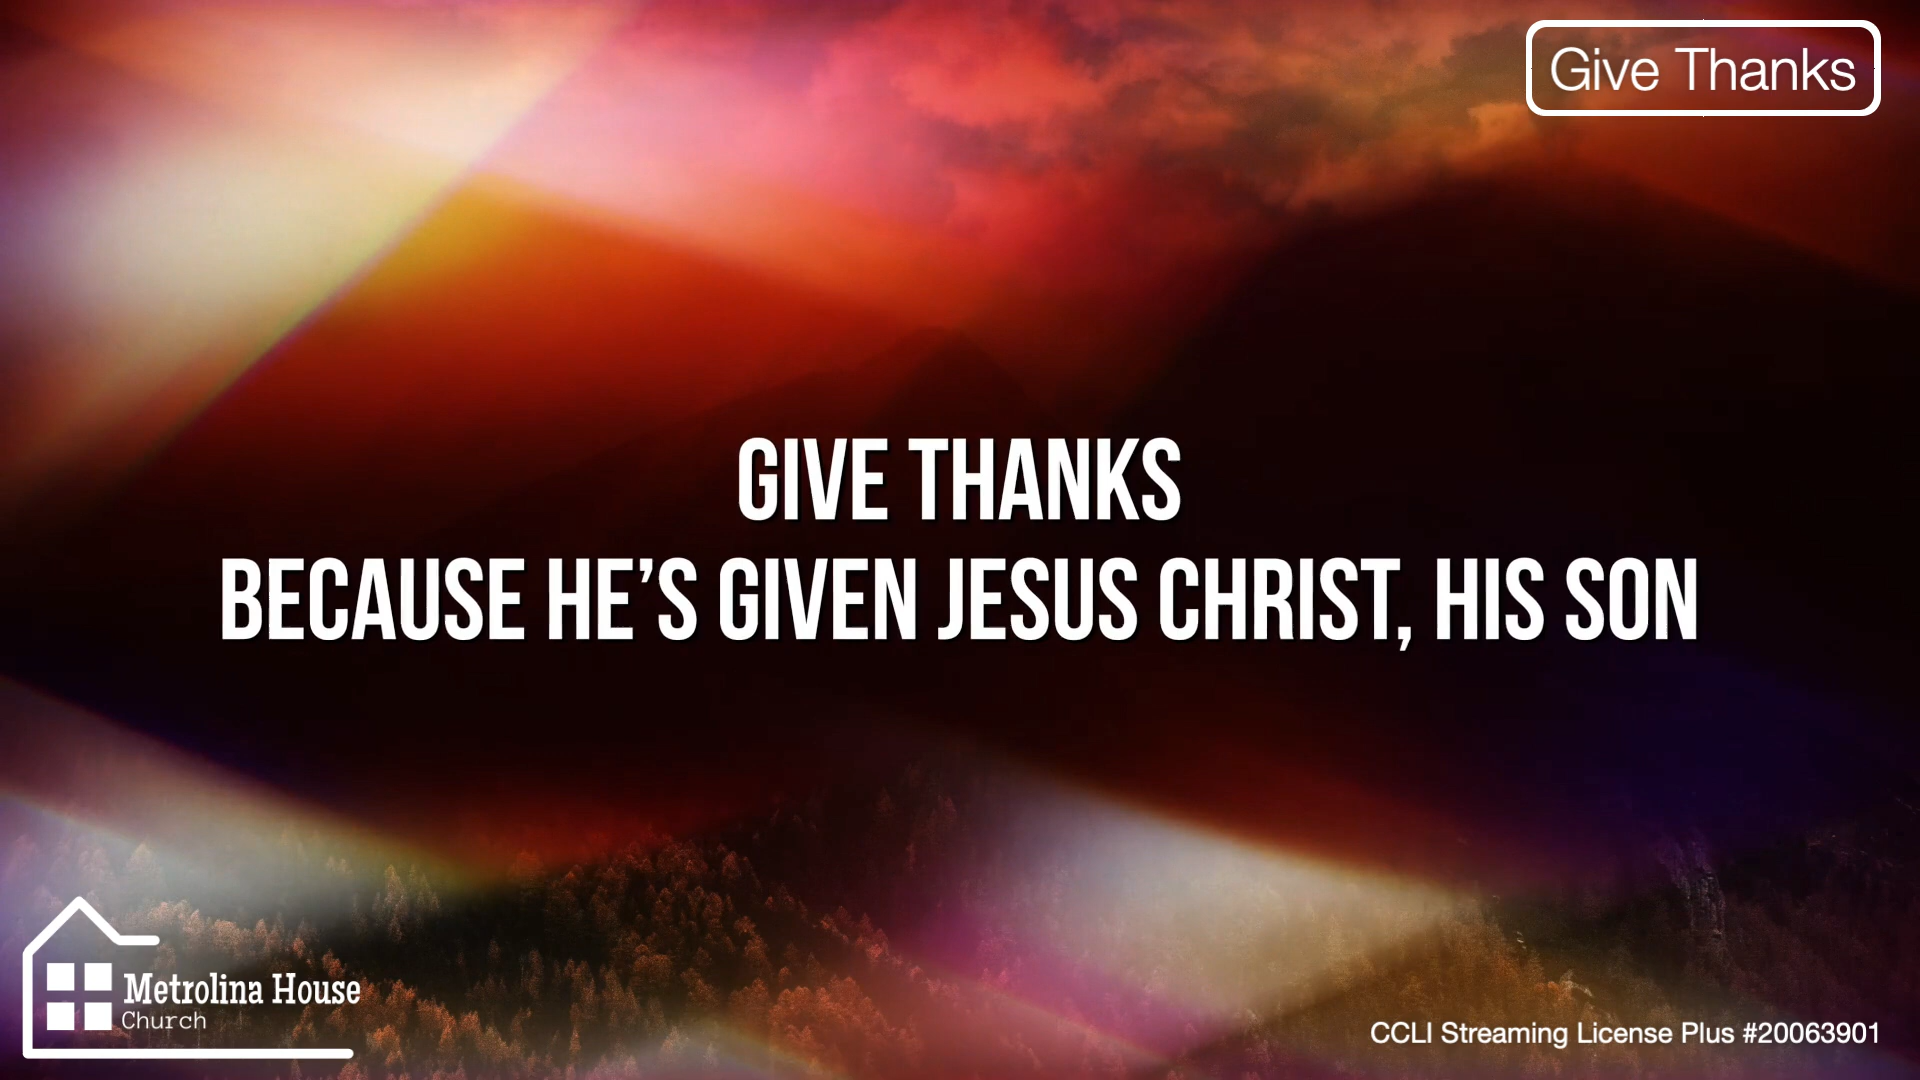 Give Thanks
GIVE THANKS
BECAUSE HE’S GIVEN JESUS CHRIST, HIS SON
Metrolina House
Church
CCLI Streaming License Plus #20063901